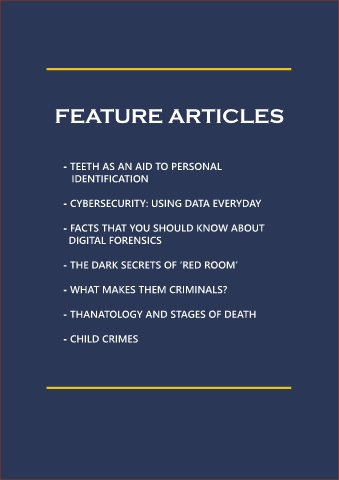 FEATURE ARTICLES
- TEETH AS AN AID TO PERSONAL
IDENTIFICATION
- CYBERSECURITY: USING DATA EVERYDAY
- FACTS THAT YOU SHOULD KNOW ABOUT
DIGITAL FORENSICS
- THE DARK SECRETS OF 'RED ROOM'
- WHAT MAKES THEM CRIMINALS?
- THANATOLOGY AND STAGES OF DEATH
- CHILD CRIMES